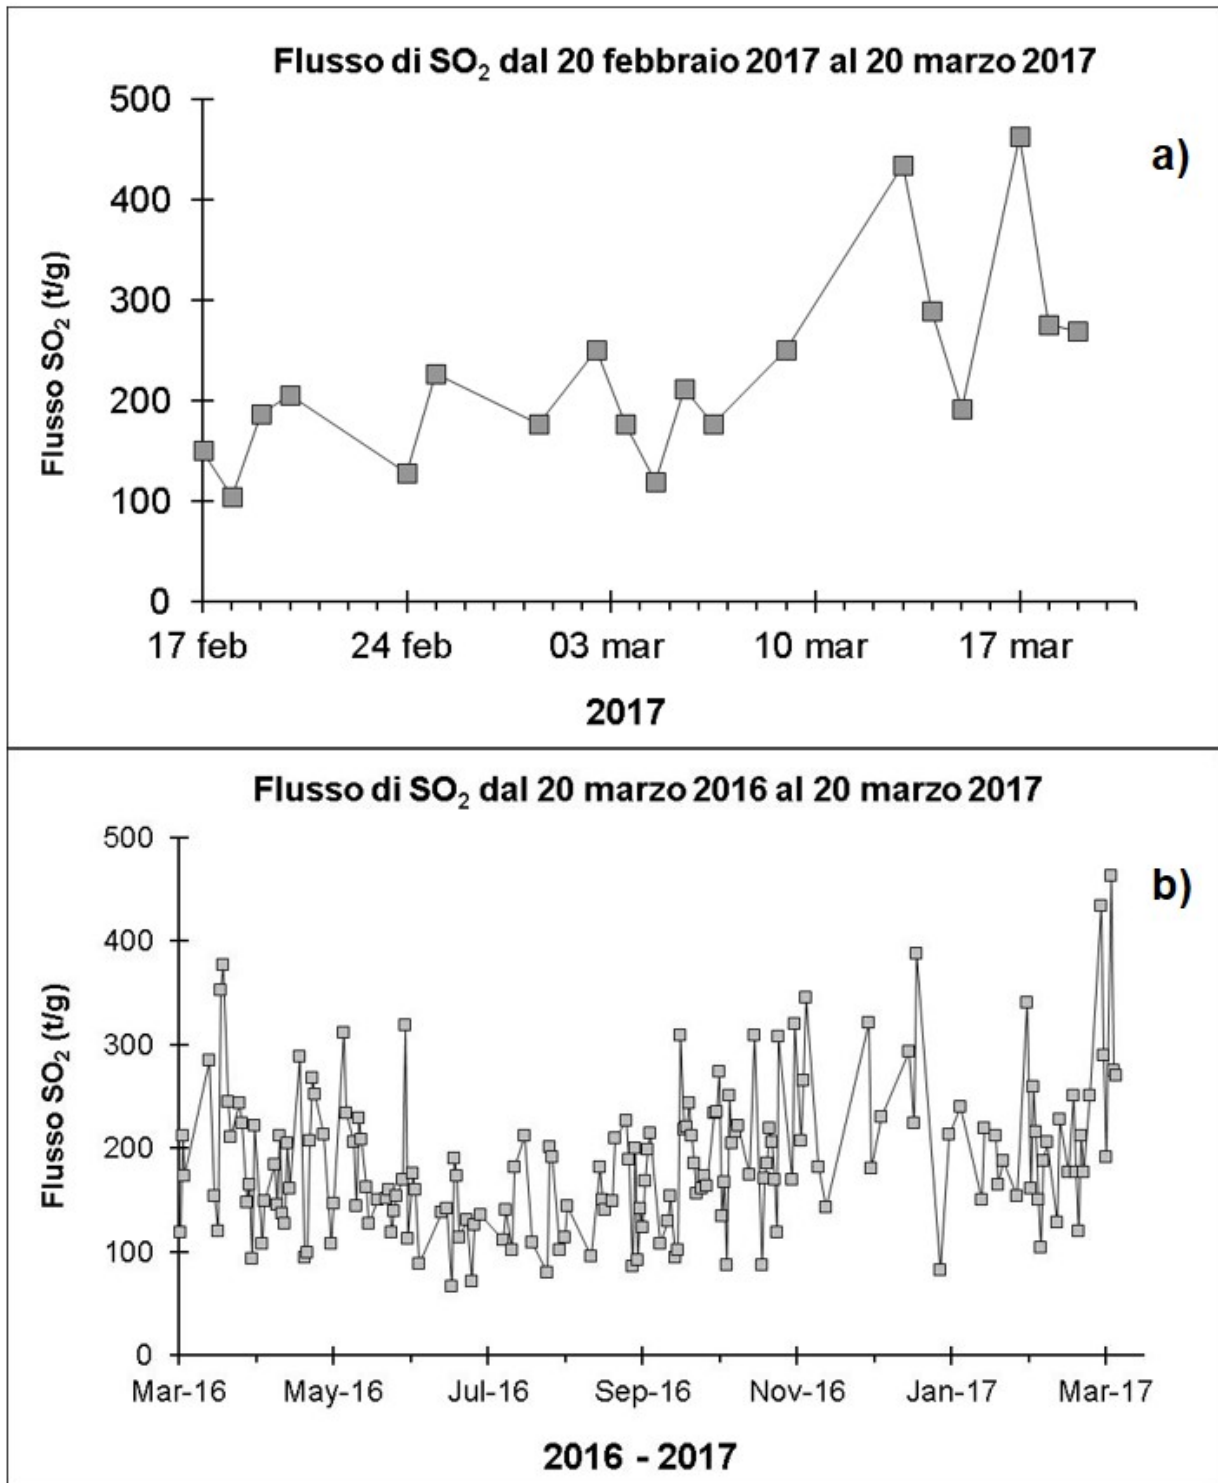 Flusso di SO₂ dal 20 febbraio 2017 al 20 marzo 2017
a)
Flusso SO₂ (t/g)
500
400
300
200
100
0
17 feb 24 feb 03 mar 10 mar 17 mar
2017
Flusso di SO₂ dal 20 marzo 2016 al 20 marzo 2017
b)
Flusso SO₂ (t/g)
500
400
300
200
100
0
Mar-16 May-16 Jul-16 Sep-16 Nov-16 Jan-17 Mar-17
2016 - 2017